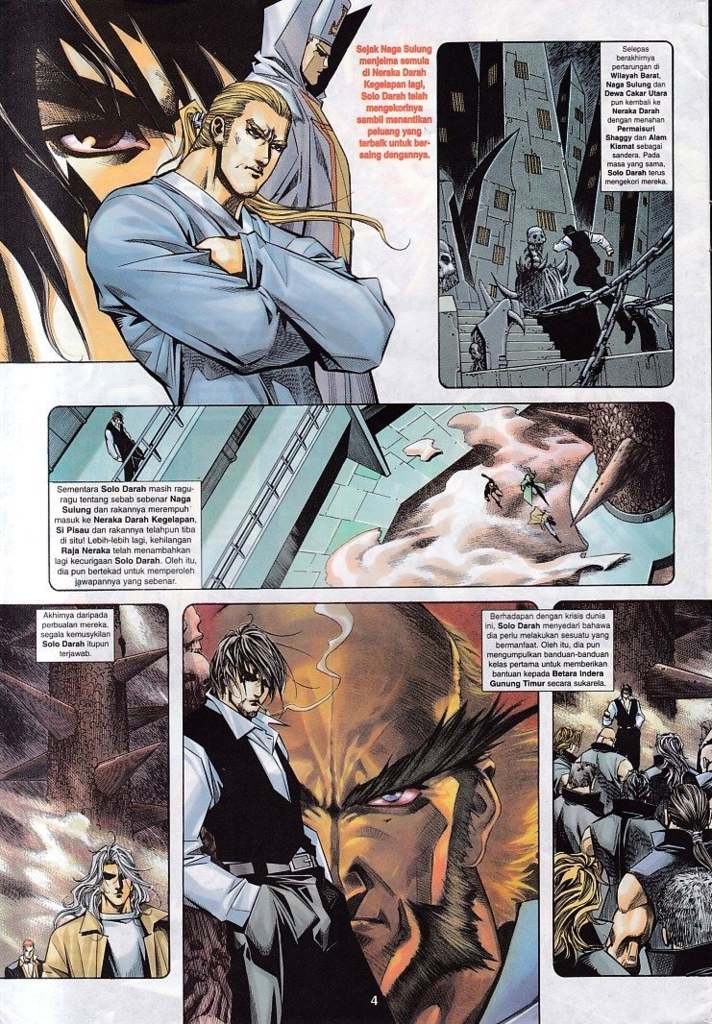 Sejak Naga Sulung
menjelma semula
di Neraka Darah
Kegelapan lagi,
Solo Darah telah
mengekorinya
sambil menantikan
peluang yang
terbaik untuk ber-
saing dengannya.
Selepas
berakhirnya
pertarungan di
Wilayah Barat,
Naga Sulung dan
Dewa Cakar Utara
pun kembali ke
Neraka Darah
dengan menahan
Permaisuri
Shaggy dan Alam
Kiamat sebagai
sandera. Pada
masa yang sama,
Solo Darah terus
mengekori mereka.
Sementara Solo Darah masih ragu-
ragu tentang sebab sebenar Naga
Sulung dan rakannya merempuh
masuk ke Neraka Darah Kegelapan,
Si Pisau dan rakannya telahpun tiba
di situ! Lebih-lebih lagi, kehilangan
Raja Neraka telah menambahkan
lagi kecurigaan Solo Darah. Oleh itu,
dia pun bertekad untuk memperoleh
jawapannya yang sebenar.
Akhirnya daripada
perbualan mereka,
segala kemusykilan
Solo Darah itupun
terjawab.
Berhadapan dengan krisis dunia
ini, Solo Darah menyedari bahawa
dia perlu melakukan sesuatu yang
bermanfaat. Oleh itu, dia pun
mengumpulkan banduan-banduan
kelas pertama untuk memberikan
bantuan kepada Betara Indera
Gunung Timur secara sukarela.
4